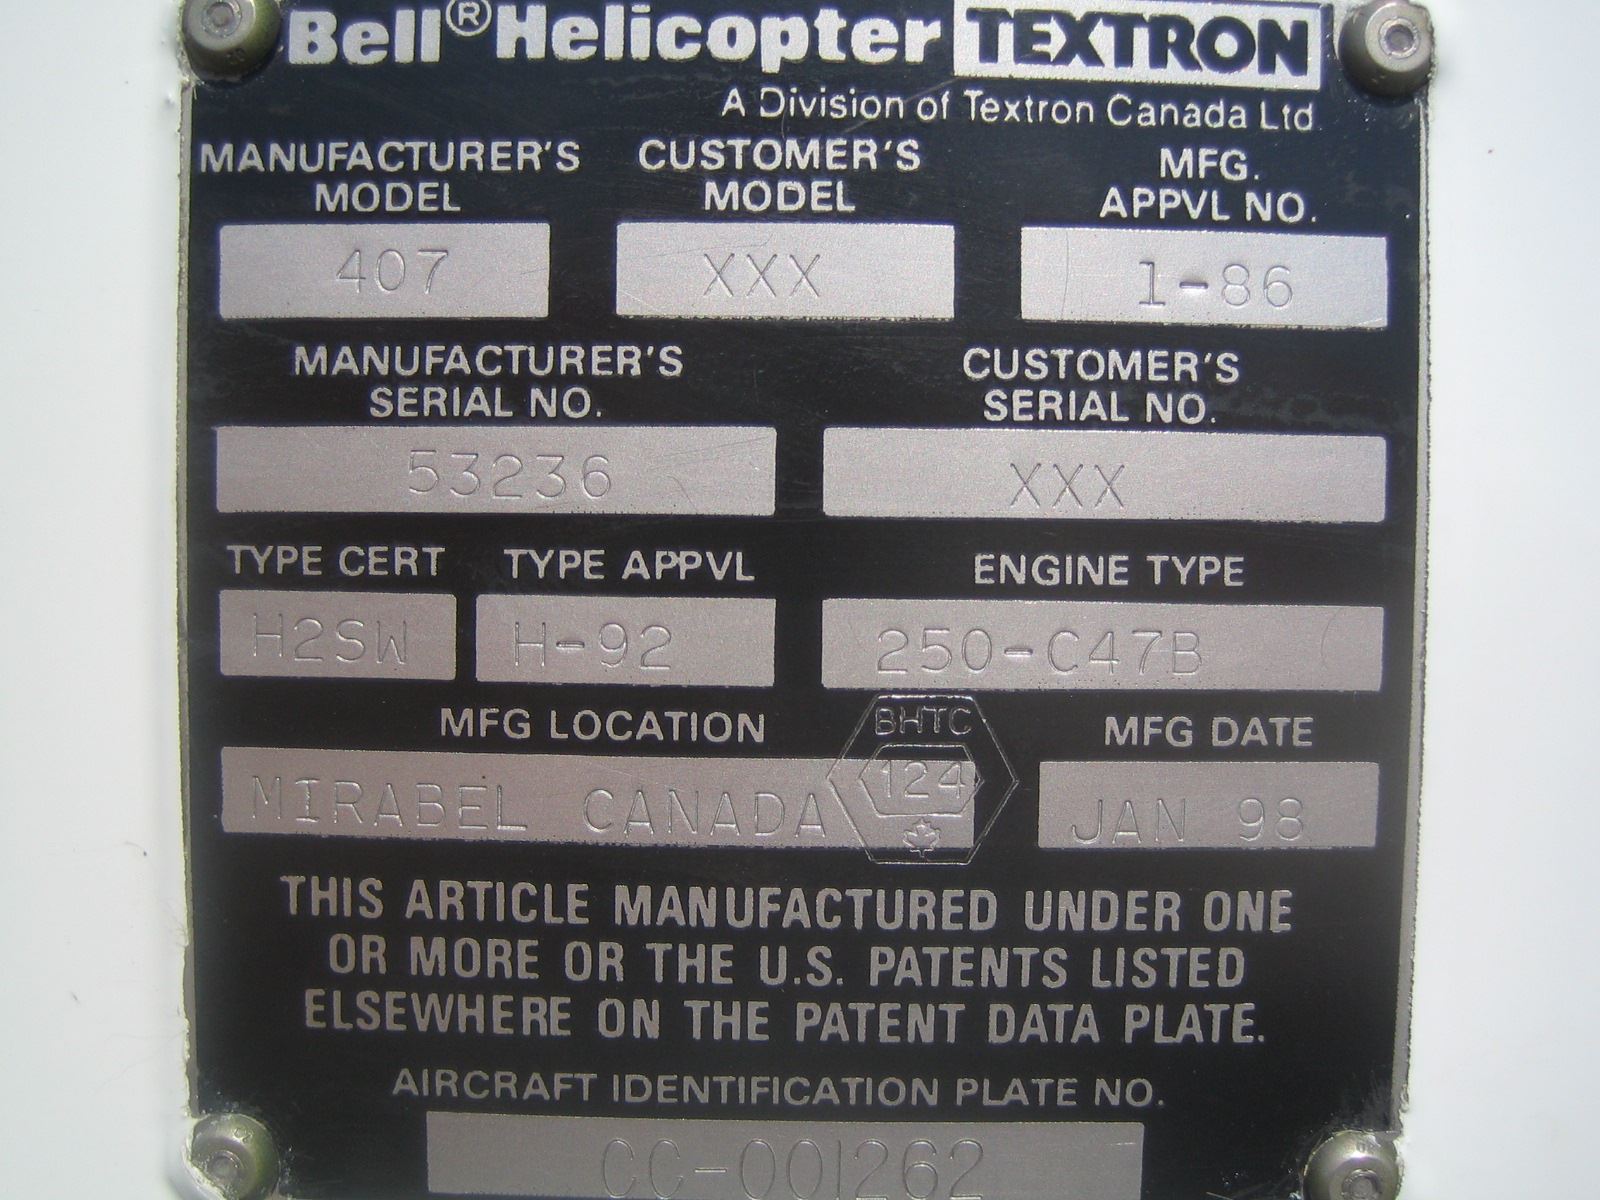 Bell® Helicopter TEXTRON
A Division of Textron Canada Ltd
MANUFACTURER'S MODEL
CUSTOMER'S MODEL
MFG. APPVL NO.
407
XXX
1-86
MANUFACTURER'S SERIAL NO.
CUSTOMER'S SERIAL NO.
53236
XXX
TYPE CERT
TYPE APPVL
ENGINE TYPE
H2SW
H-92
250-C47B
MFG LOCATION
BHTC
124
MFG DATE
MIRABEL CANADA
JAN 98
THIS ARTICLE MANUFACTURED UNDER ONE
OR MORE OR THE U.S. PATENTS LISTED
ELSEWHERE ON THE PATENT DATA PLATE.
AIRCRAFT IDENTIFICATION PLATE NO.
CC-001262